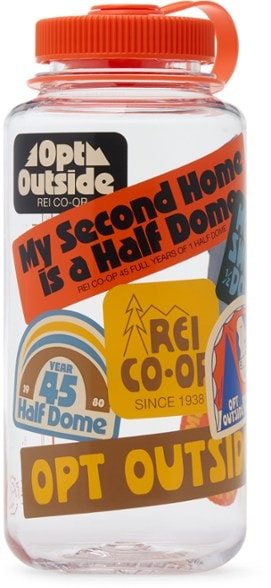 Opt
Outside
REI CO-OP
My Second Home
is a Half Dome
REI CO-OP 45 FULL YEARS OF 1 HALF DOME
REI
CO·OP
SINCE 1938
YEAR
45
19 80
Half Dome
OPT
OUTSIDE
OPT OUTSID